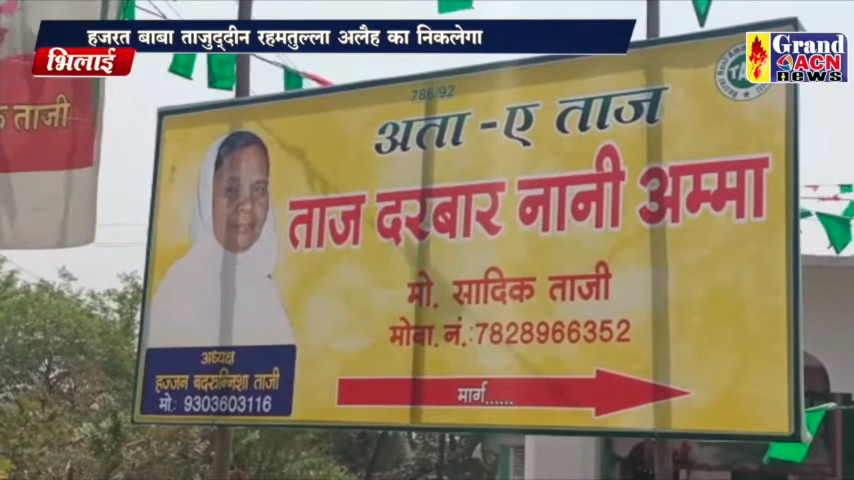 हजरत बाबा ताजुद्दीन रहमतुल्ला अलैह का निकलेगा
भिलाई
Grand
ACN
news
ताजी
786/92
अता -ए ताज
ताज दरबार नानी अम्मा
मो. सादिक ताजी
मोबा. नं.:7828966352
अध्यक्ष
हज्जन बदरुन्निशा ताजी
मो.: 9303603116
मार्ग......